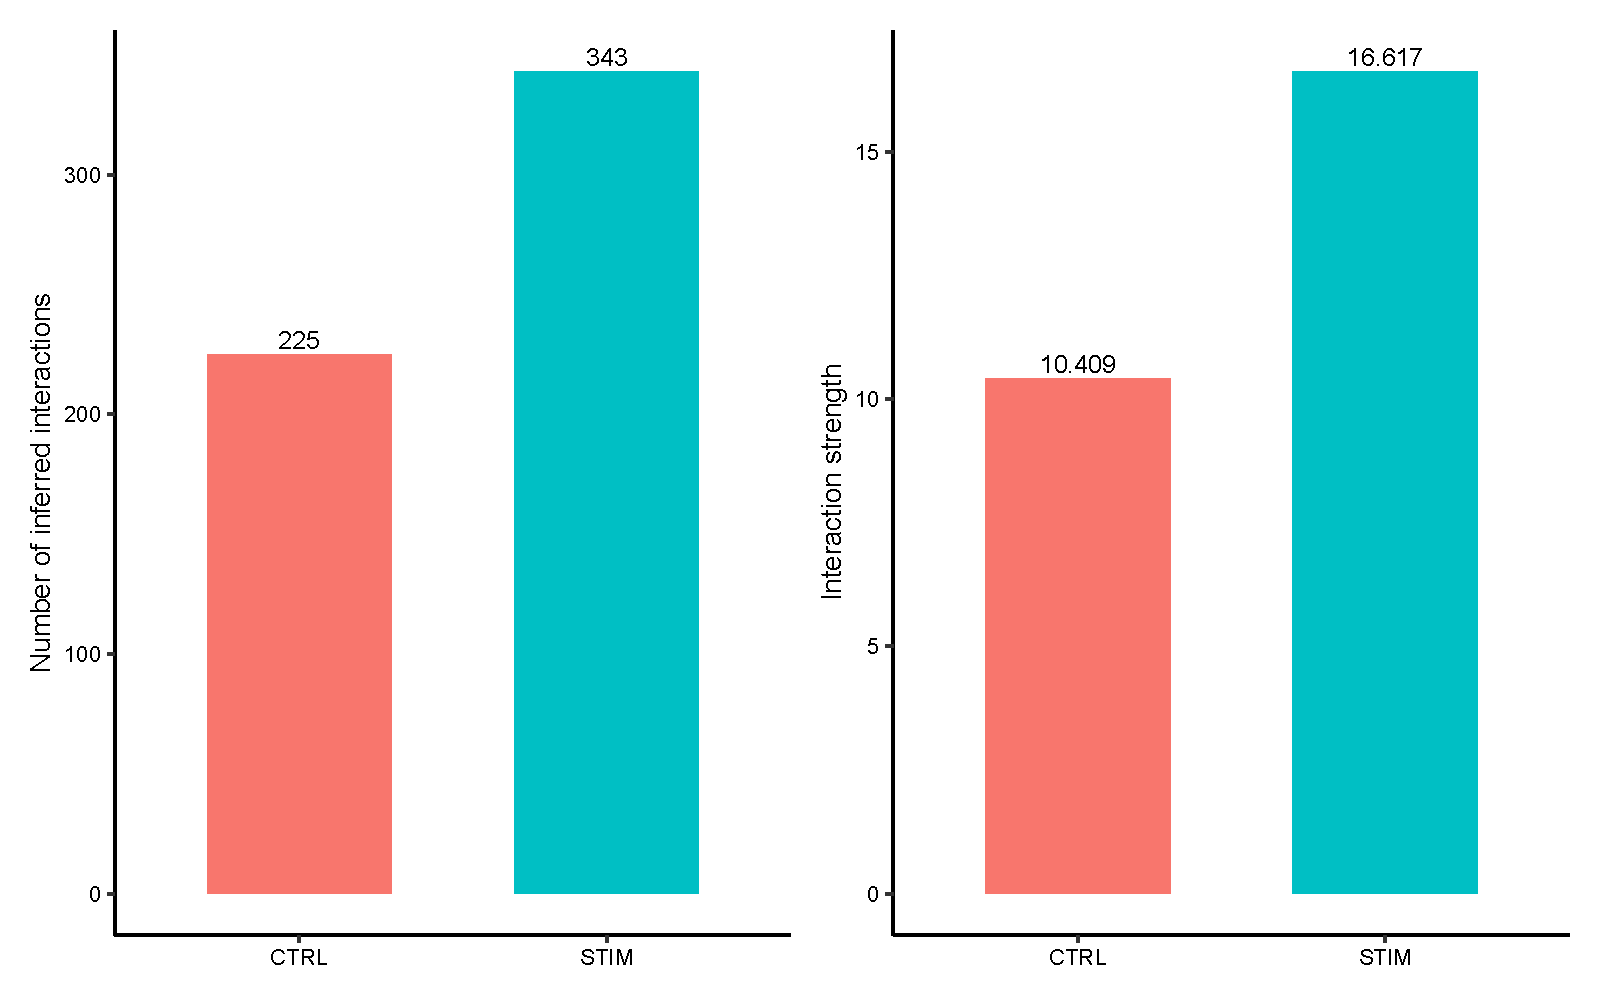 Number of inferred interactions
300
200
100
0
225
343
CTRL
STIM
Interaction strength
15
10
5
0
10.409
16.617
CTRL
STIM